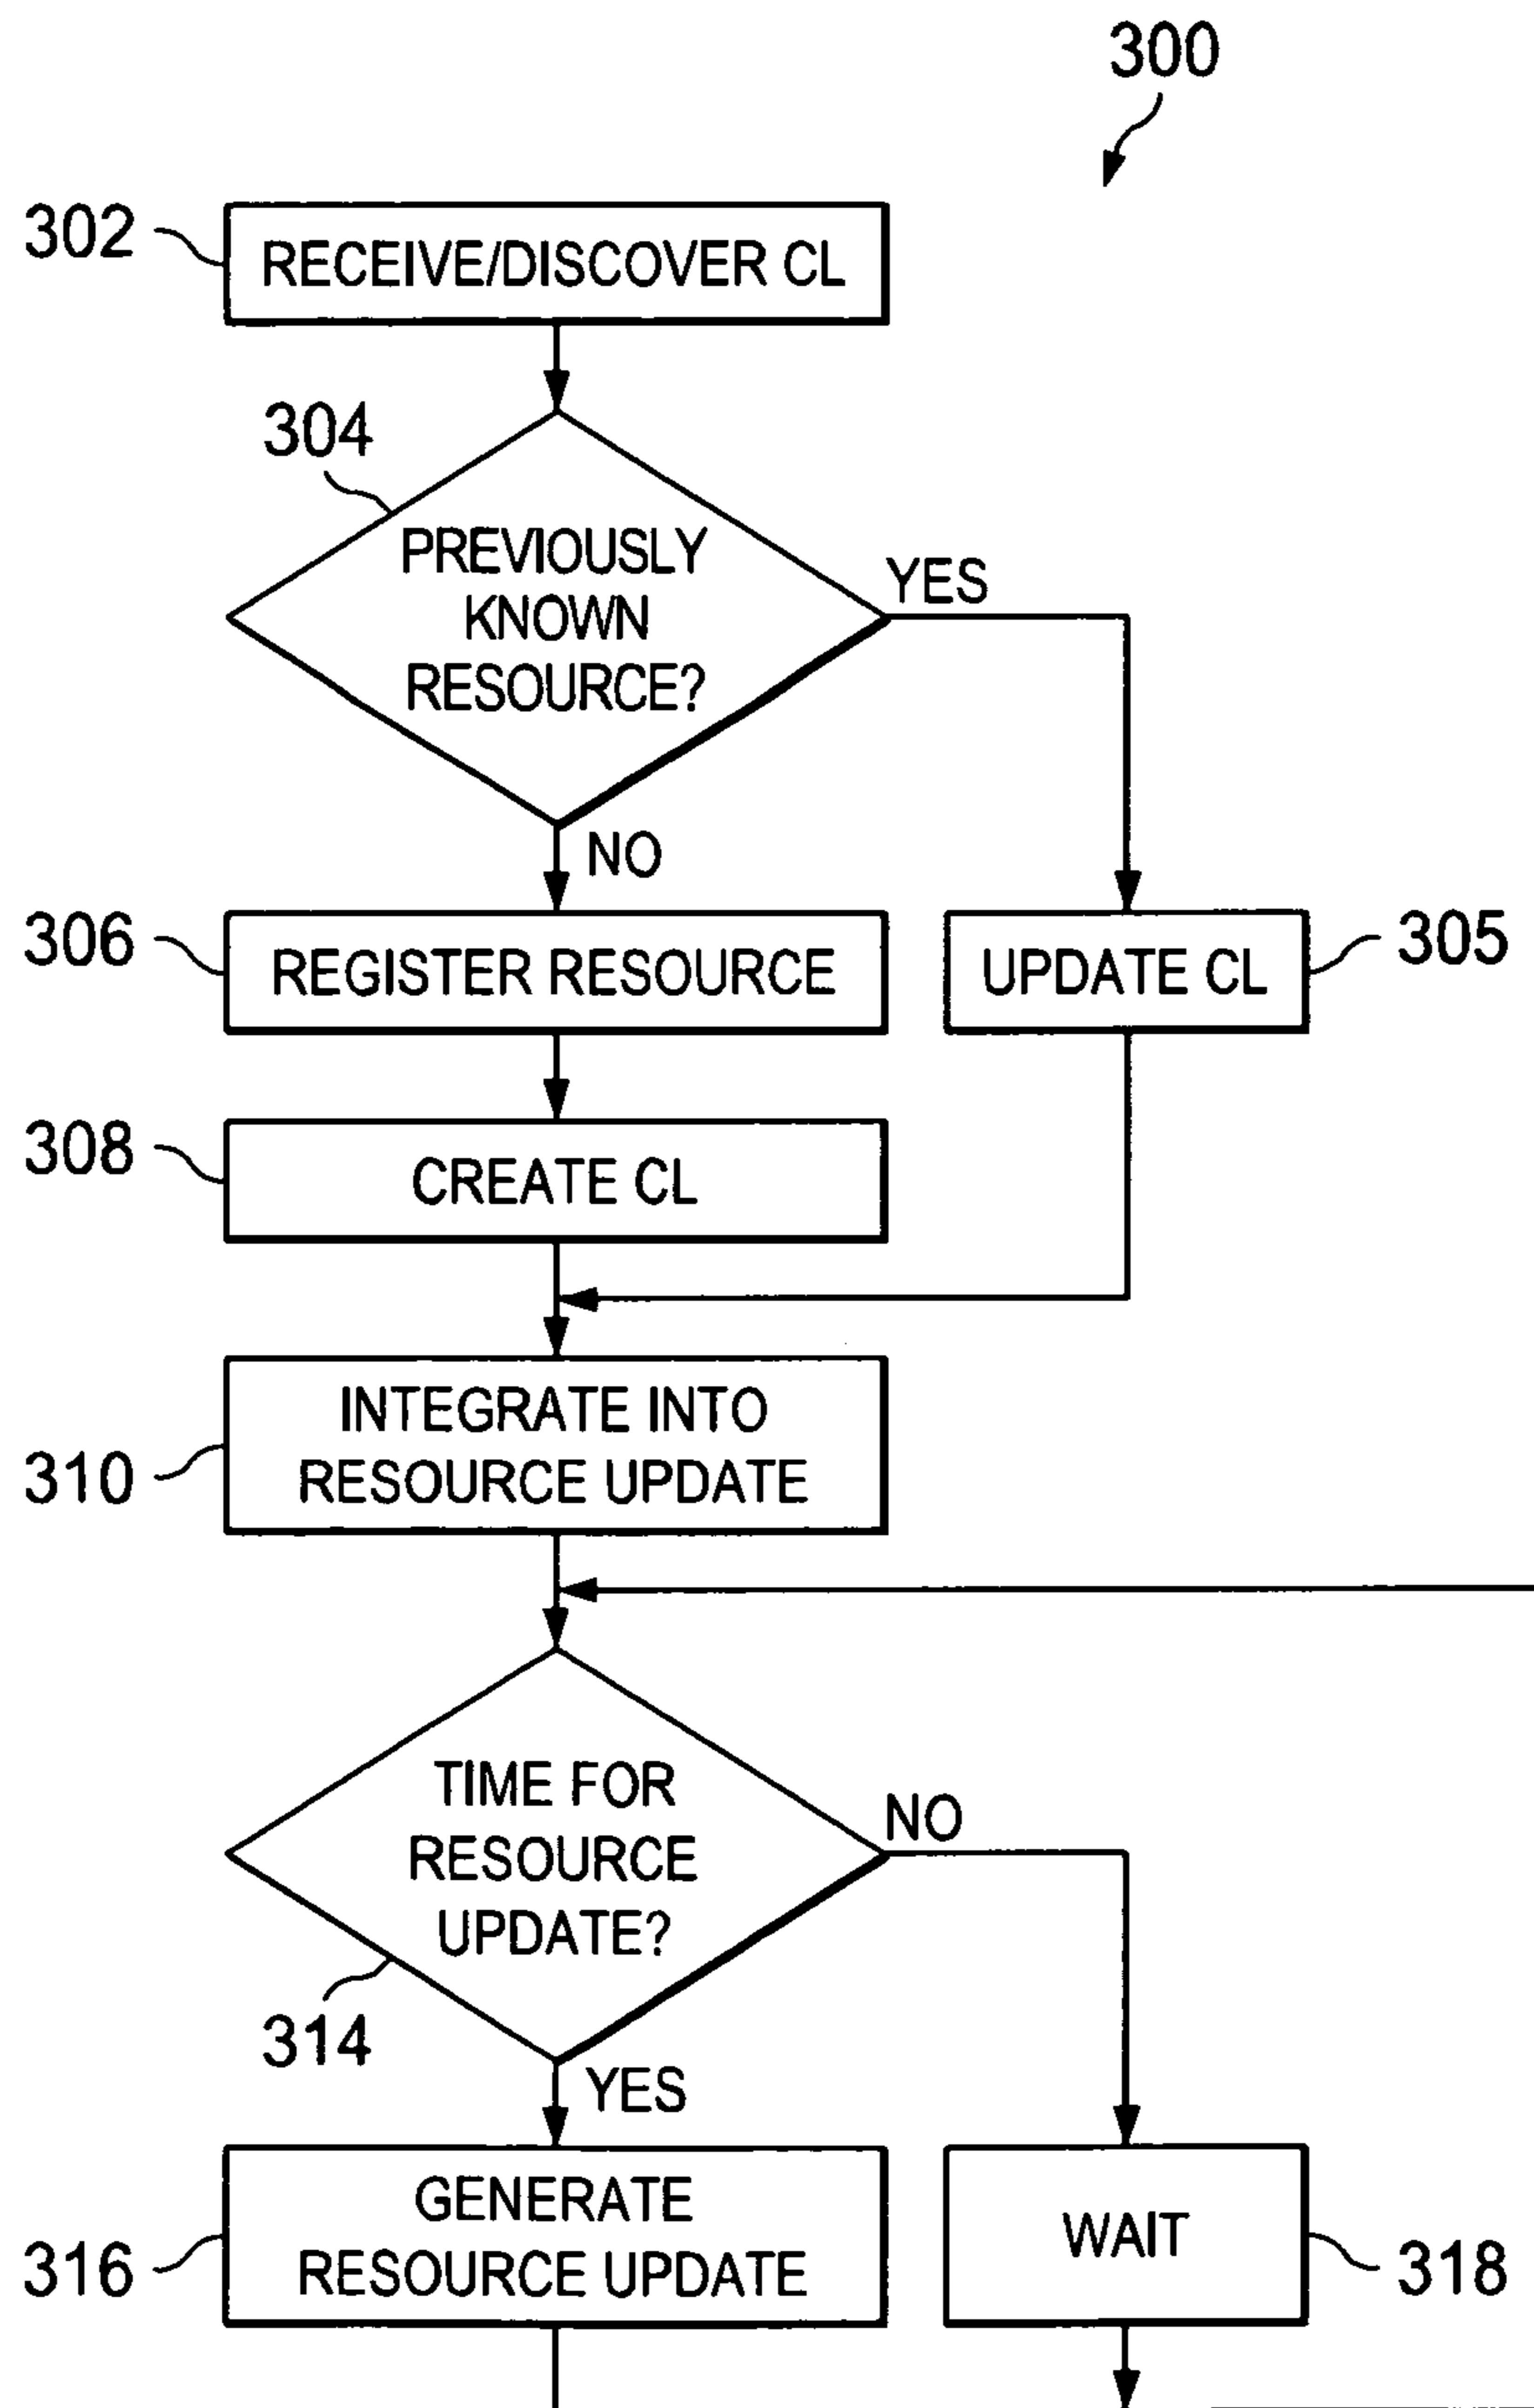 300
302
RECEIVE/DISCOVER CL
304
PREVIOUSLY
KNOWN
RESOURCE?
YES
NO
306
REGISTER RESOURCE
UPDATE CL
305
308
CREATE CL
INTEGRATE INTO
RESOURCE UPDATE
310
TIME FOR
RESOURCE
UPDATE?
NO
314
YES
GENERATE
RESOURCE UPDATE
316
WAIT
318